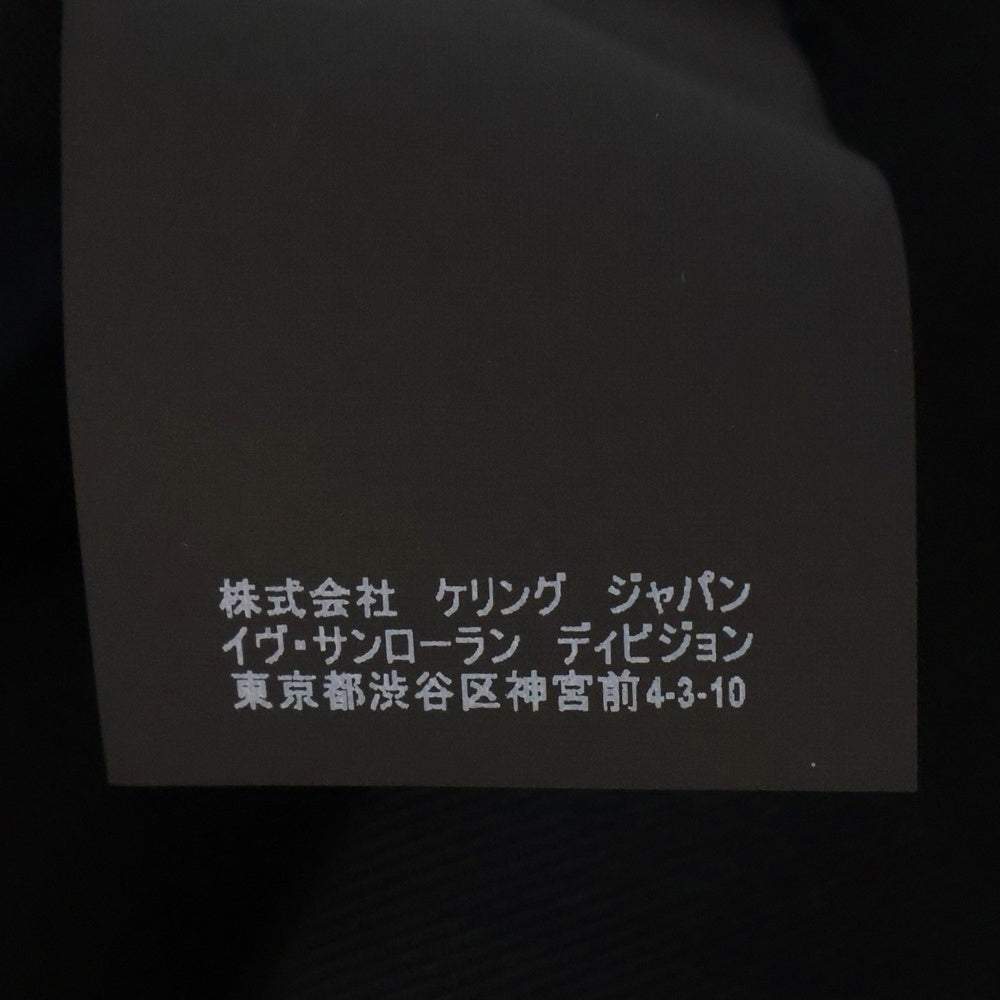 株式会社　ケリング　ジャパン
イヴ・サンローラン　ディビジョン
東京都渋谷区神宮前4-3-10